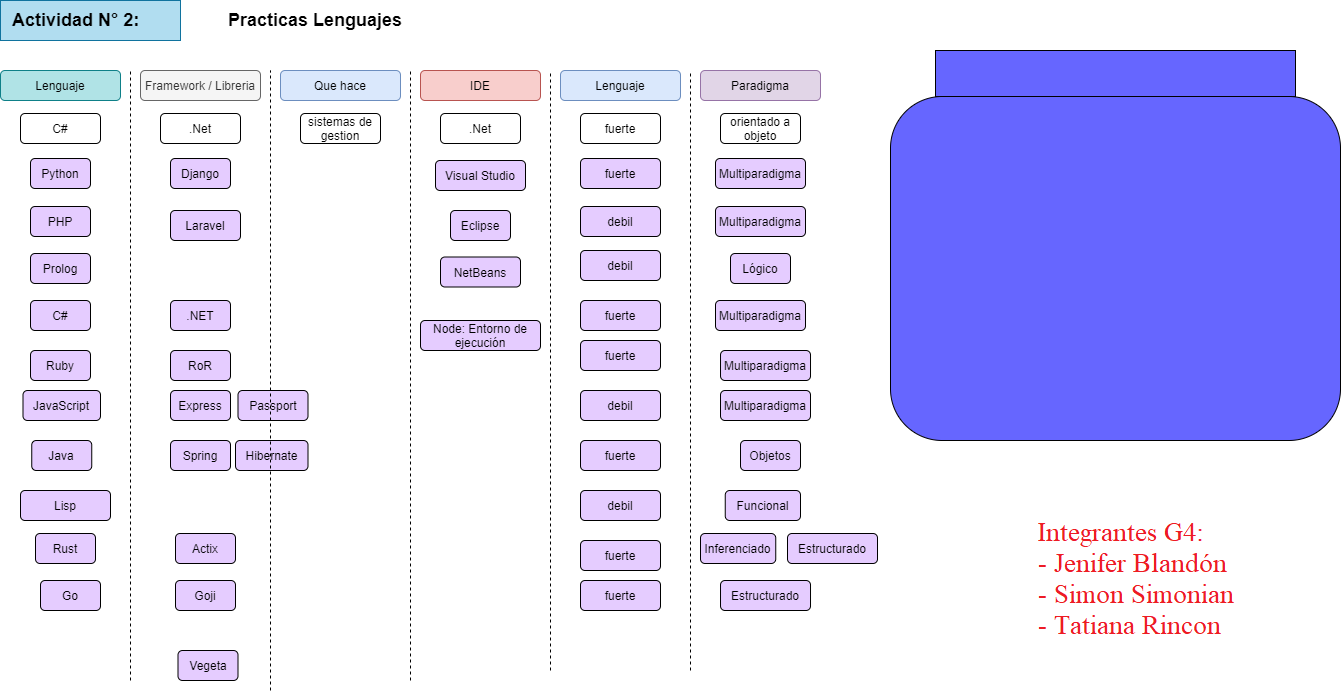 Actividad N° 2: Practicas Lenguajes
Lenguaje Framework / Libreria Que hace IDE Lenguaje Paradigma
C# .Net sistemas de gestion .Net fuerte orientado a objeto
Python Django Visual Studio fuerte Multiparadigma
PHP Laravel Eclipse debil Multiparadigma
Prolog NetBeans debil Lógico
C# .NET fuerte Multiparadigma
Node: Entorno de ejecución
Ruby RoR fuerte Multiparadigma
JavaScript Express Passport debil Multiparadigma
Java Spring Hibernate fuerte Objetos
Lisp debil Funcional
Rust Actix fuerte Inferenciado Estructurado
Go Goji fuerte Estructurado
Vegeta
Integrantes G4:
- Jenifer Blandón
- Simon Simonian
- Tatiana Rincon